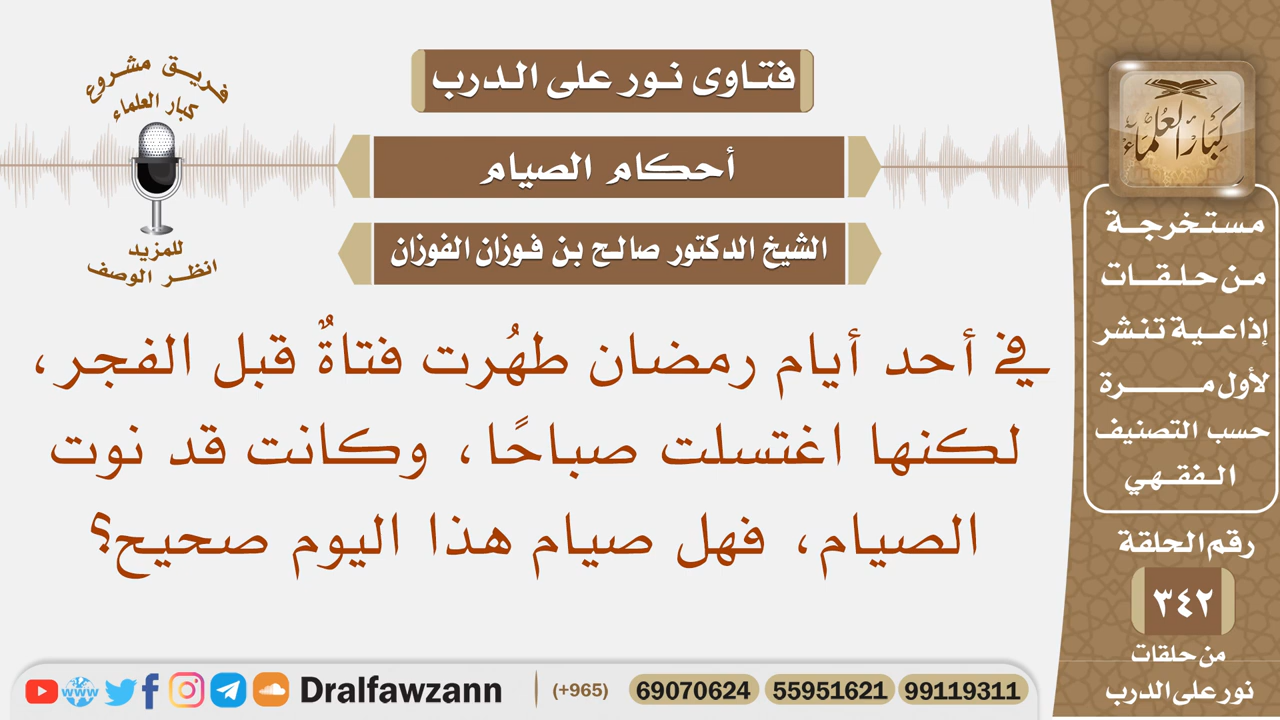 فريق مشروع
كبار العلماء
للمزيد
انظر الوصف
فتاوى نور على الدرب
أحكام الصيام
الشيخ الدكتور صالح بن فوزان الفوزان
في أحد أيام رمضان طهُرت فتاةٌ قبل الفجر،
لكنها اغتسلت صباحًا، وكانت قد نوت
الصيام، فهل صيام هذا اليوم صحيح؟
كبار العلماء
مستخرجة
من حلقات
إذاعية تنشر
لأول مرة
حسب التصنيف
الفقهي
رقم الحلقة
٣٤٢
من حلقات
نور على الدرب
www
Dralfawzann
(+965)
69070624
55951621
99119311